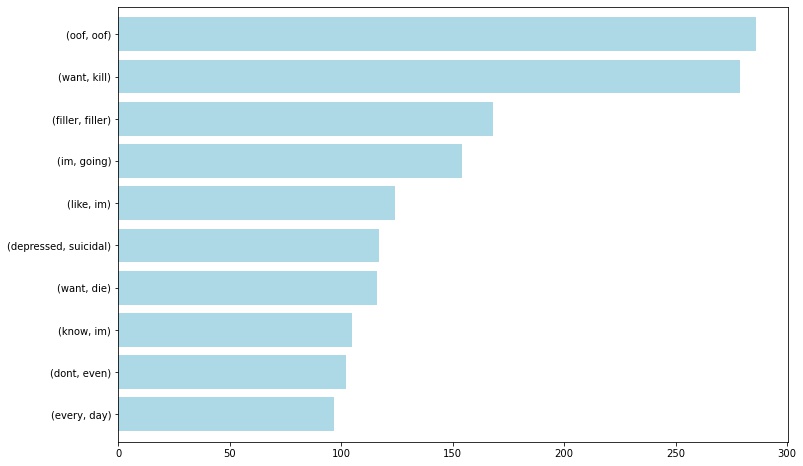 (oof, oof)
(want, kill)
(filler, filler)
(im, going)
(like, im)
(depressed, suicidal)
(want, die)
(know, im)
(dont, even)
(every, day)
0 50 100 150 200 250 300